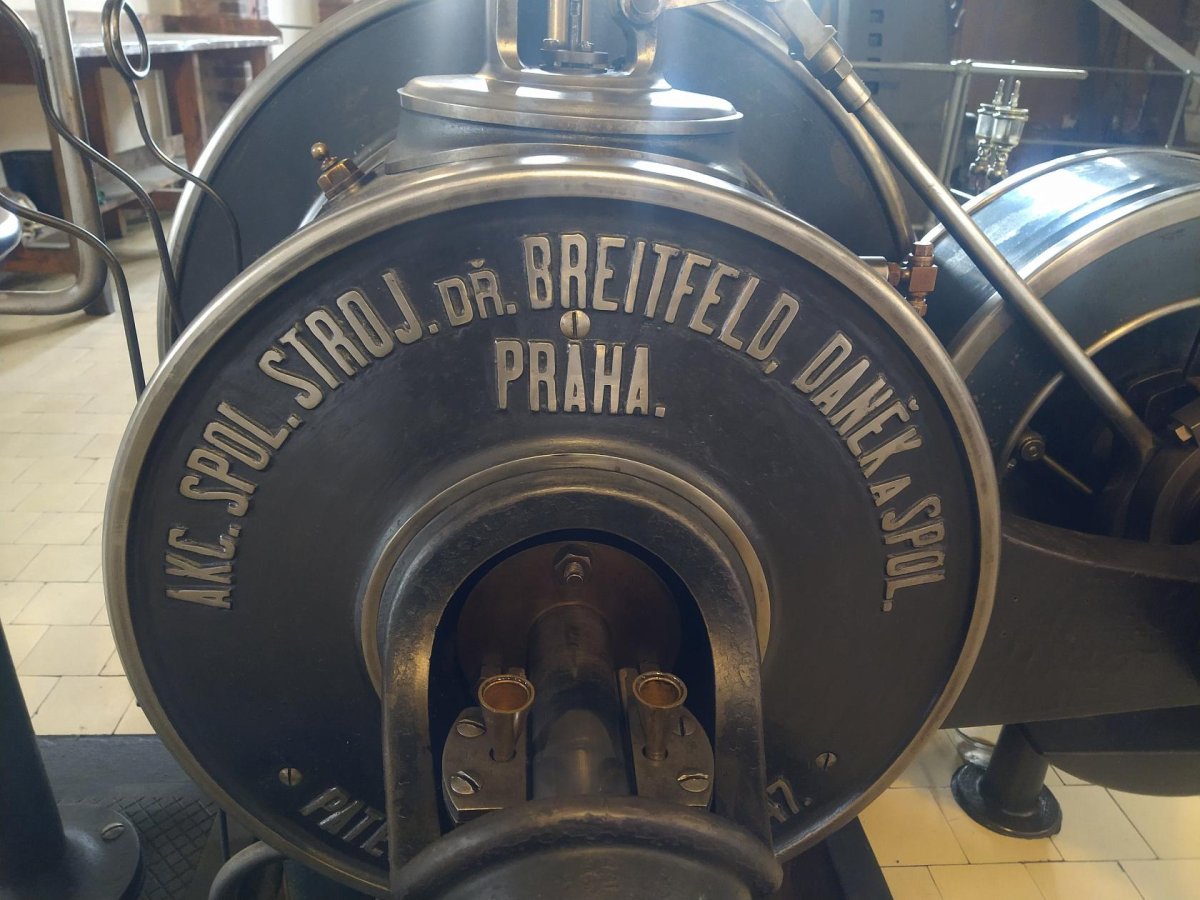 AKC. SPOL. STROJ. DŘ. BREITFELD, DANĚK A SPOL.
PRAHA.